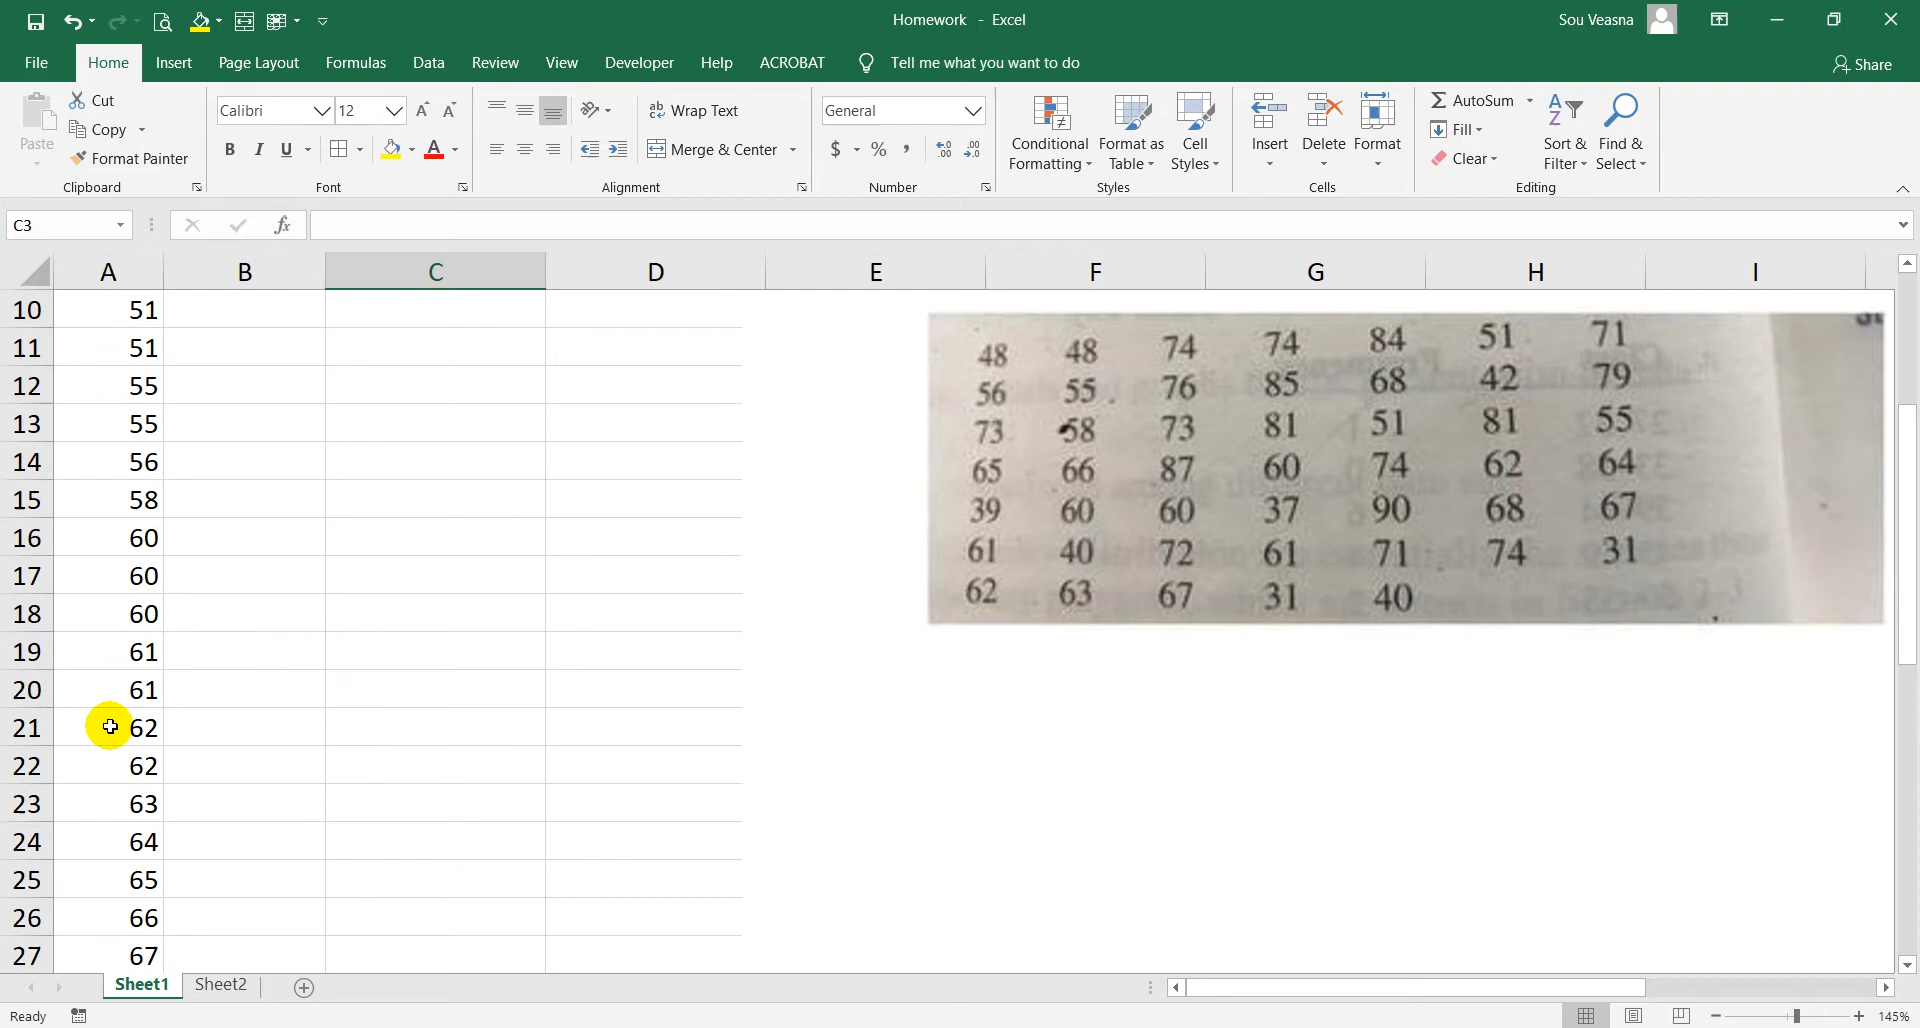 Homework - Excel
Sou Veasna
File Home Insert Page Layout Formulas Data Review View Developer Help ACROBAT Tell me what you want to do Share
Paste
Cut
Copy
Format Painter
Clipboard
Calibri 12
B I U
Font
Wrap Text
Merge & Center
Alignment
General
$ % ,
Number
Conditional Formatting
Format as Table
Cell Styles
Styles
Insert
Delete
Format
Cells
AutoSum
Fill
Clear
Sort & Filter
Find & Select
Editing
C3 fx
A B C D E F G H I
10 51
11 51
12 55
13 55
14 56
15 58
16 60
17 60
18 60
19 61
20 61
21 62
22 62
23 63
24 64
25 65
26 66
27 67
48 48 74 74 84 51 71
56 55 76 85 68 42 79
73 58 73 81 51 81 55
65 66 87 60 74 62 64
39 60 60 37 90 68 67
61 40 72 61 71 74 31
62 63 67 31 40
Sheet1 Sheet2
Ready
145%